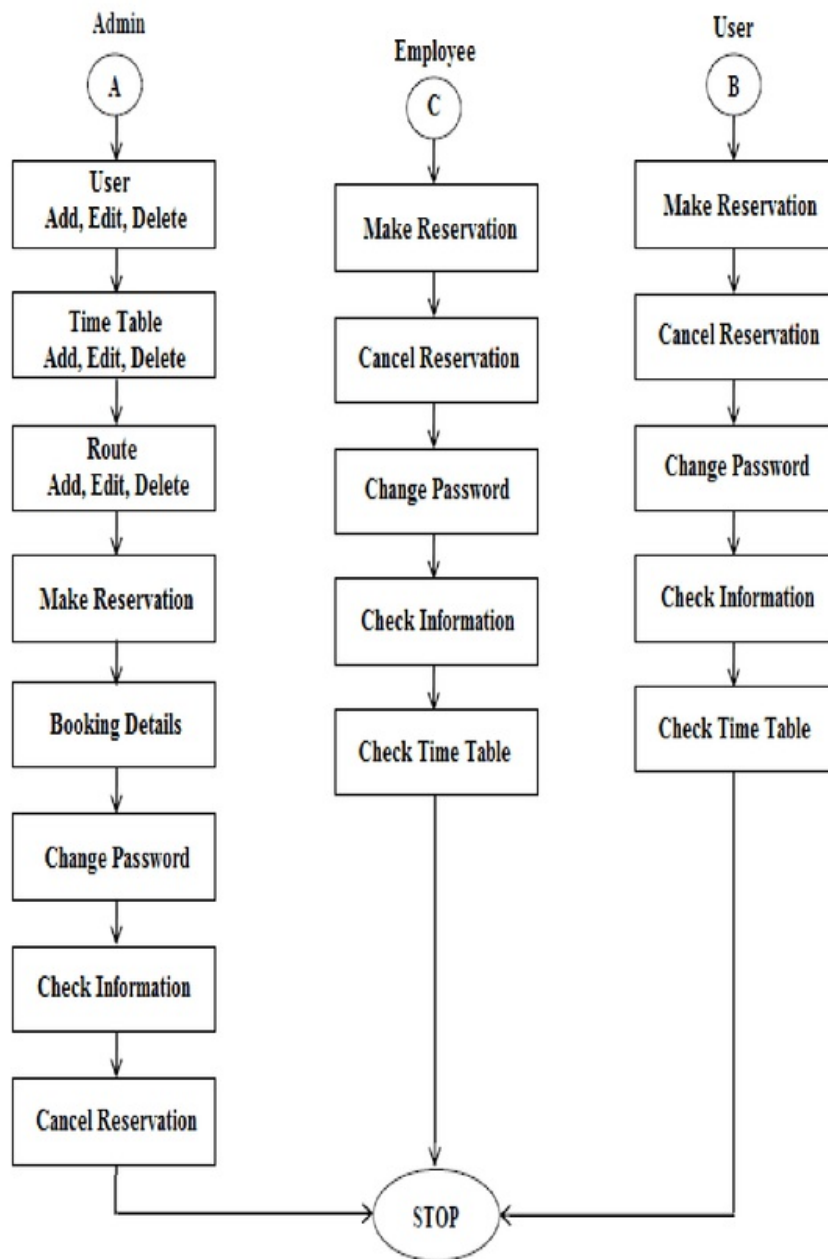 Admin
A
User
Add, Edit, Delete
Time Table
Add, Edit, Delete
Route
Add, Edit, Delete
Make Reservation
Booking Details
Change Password
Check Information
Cancel Reservation
Employee
C
Make Reservation
Cancel Reservation
Change Password
Check Information
Check Time Table
User
B
Make Reservation
Cancel Reservation
Change Password
Check Information
Check Time Table
STOP